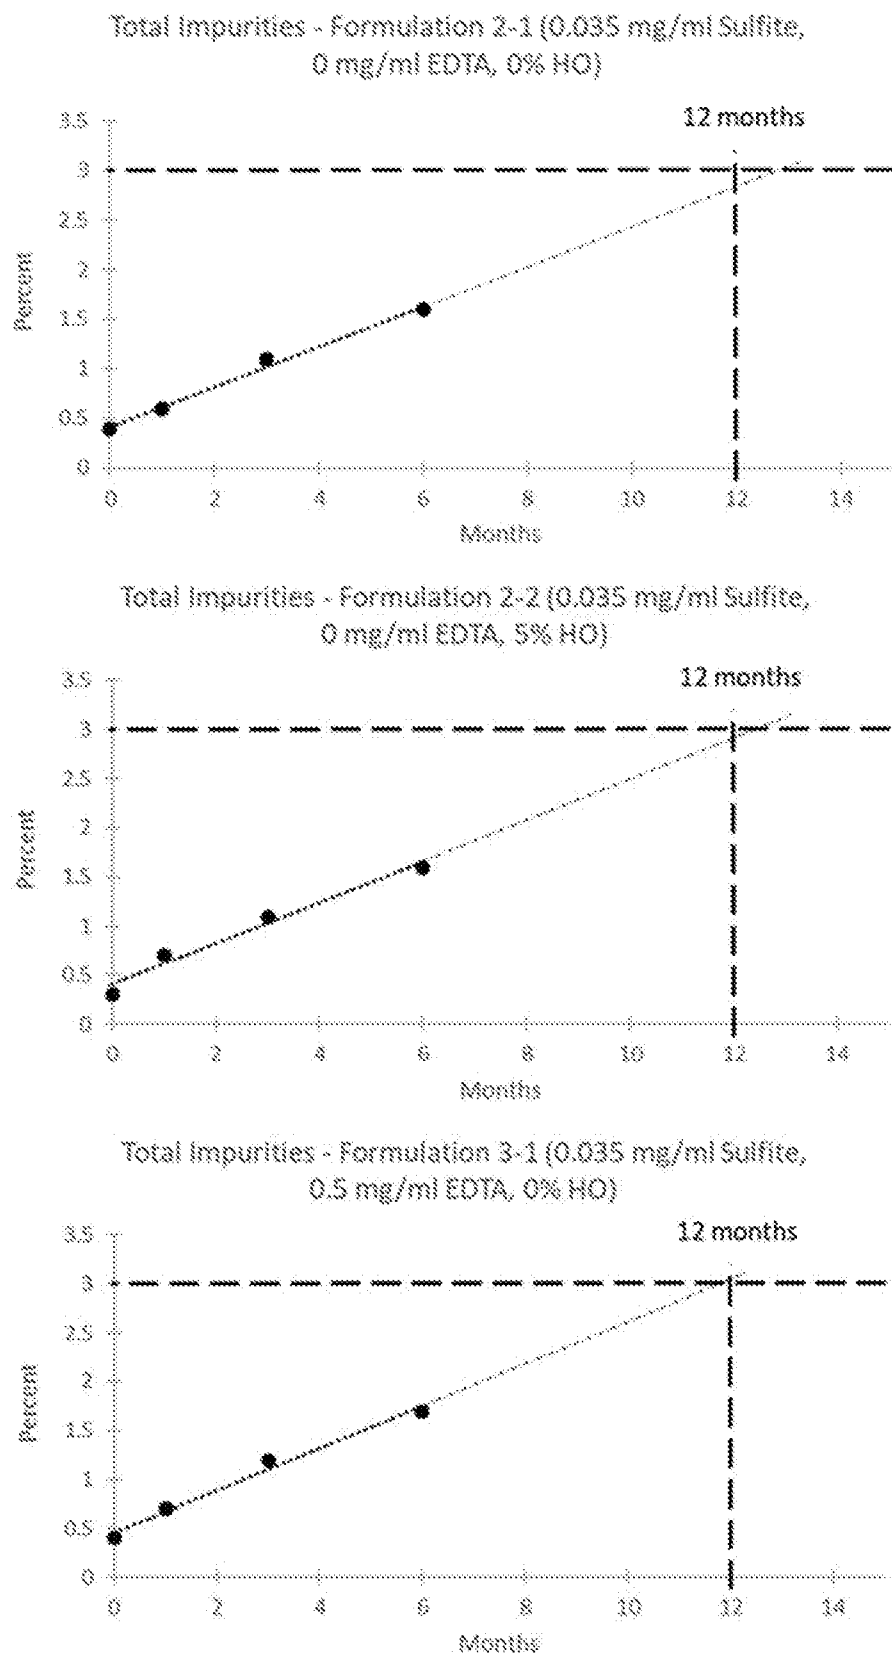 Total Impurities - Formulation 2-1 (0.035 mg/ml Sulfite,
0 mg/ml EDTA, 0% HO)
12 months
3.5
3
2.5
2
1.5
1
0.5
0
Percent
0 2 4 6 8 10 12 14
Months
Total Impurities - Formulation 2-2 (0.035 mg/ml Sulfite,
0 mg/ml EDTA, 5% HO)
12 months
3.5
3
2.5
2
1.5
1
0.5
0
Percent
0 2 4 6 8 10 12 14
Months
Total Impurities - Formulation 3-1 (0.035 mg/ml Sulfite,
0.5 mg/ml EDTA, 0% HO)
12 months
3.5
3
2.5
2
1.5
1
0.5
0
Percent
0 2 4 6 8 10 12 14
Months